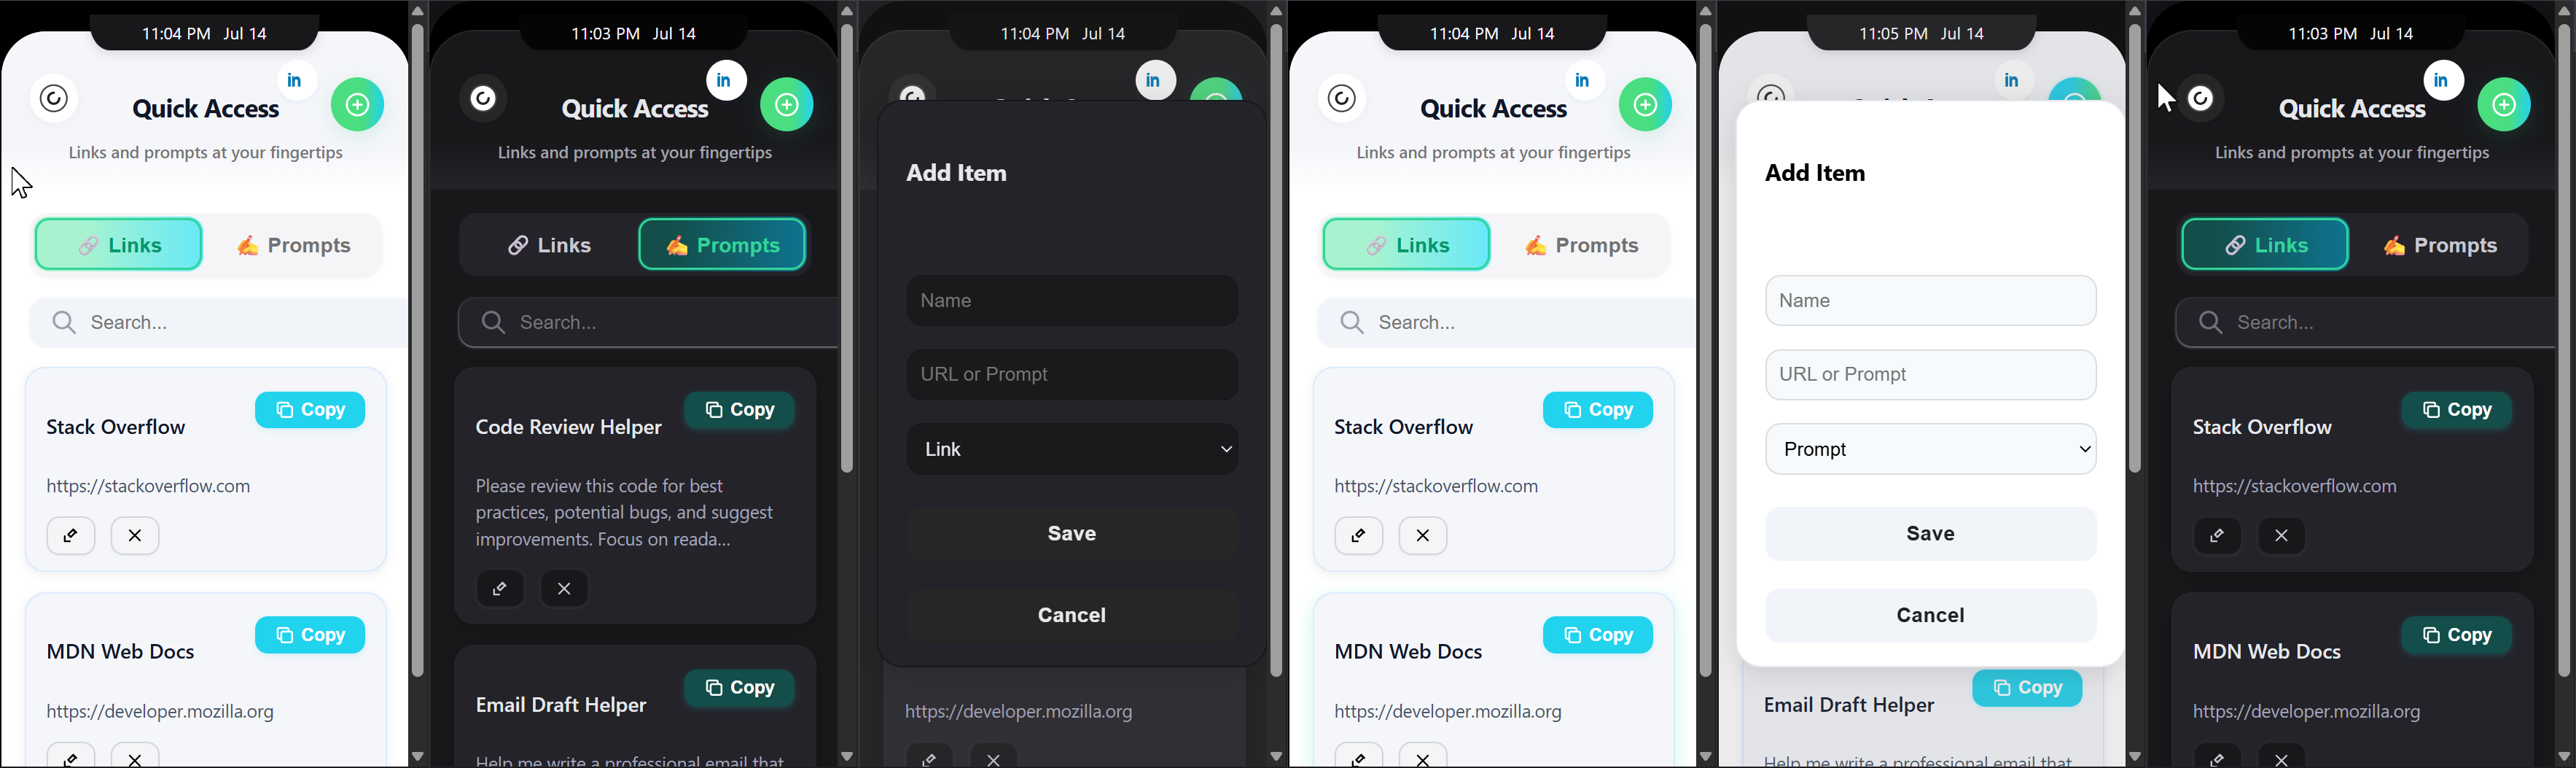 11:04 PM Jul 14
in
Quick Access
Links and prompts at your fingertips
🔗 Links
✍️ Prompts
Search...
Stack Overflow
Copy
https://stackoverflow.com
MDN Web Docs
Copy
https://developer.mozilla.org
11:03 PM Jul 14
in
Quick Access
Links and prompts at your fingertips
🔗 Links
✍️ Prompts
Search...
Code Review Helper
Copy
Please review this code for best
practices, potential bugs, and suggest
improvements. Focus on reada...
Email Draft Helper
Copy
Help me write a professional email that
11:04 PM Jul 14
in
Add Item
Name
URL or Prompt
Link
Save
Cancel
https://developer.mozilla.org
11:04 PM Jul 14
in
Quick Access
Links and prompts at your fingertips
🔗 Links
✍️ Prompts
Search...
Stack Overflow
Copy
https://stackoverflow.com
MDN Web Docs
Copy
https://developer.mozilla.org
11:05 PM Jul 14
in
Add Item
Name
URL or Prompt
Prompt
Save
Cancel
Copy
Email Draft Helper
Help me write a professional email that
11:03 PM Jul 14
in
Quick Access
Links and prompts at your fingertips
🔗 Links
✍️ Prompts
Search...
Stack Overflow
Copy
https://stackoverflow.com
MDN Web Docs
Copy
https://developer.mozilla.org